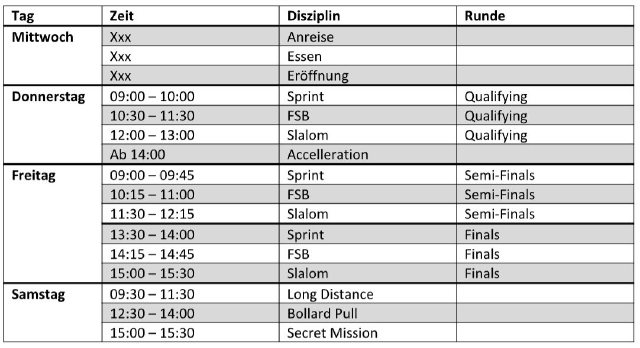 Tag Zeit Disziplin Runde
Mittwoch Xxx Anreise
Xxx Essen
Xxx Eröffnung
Donnerstag 09:00 – 10:00 Sprint Qualifying
10:30 – 11:30 FSB Qualifying
12:00 – 13:00 Slalom Qualifying
Ab 14:00 Accelleration
Freitag 09:00 – 09:45 Sprint Semi-Finals
10:15 – 11:00 FSB Semi-Finals
11:30 – 12:15 Slalom Semi-Finals
13:30 – 14:00 Sprint Finals
14:15 – 14:45 FSB Finals
15:00 – 15:30 Slalom Finals
Samstag 09:30 – 11:30 Long Distance
12:30 – 14:00 Bollard Pull
15:00 – 15:30 Secret Mission